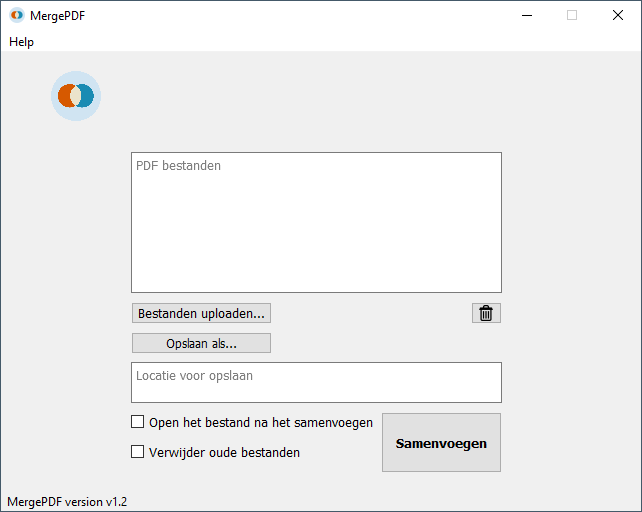 MergePDF
Help
PDF bestanden
Bestanden uploaden...
Opslaan als...
Locatie voor opslaan
Open het bestand na het samenvoegen
Verwijder oude bestanden
Samenvoegen
MergePDF version v1.2